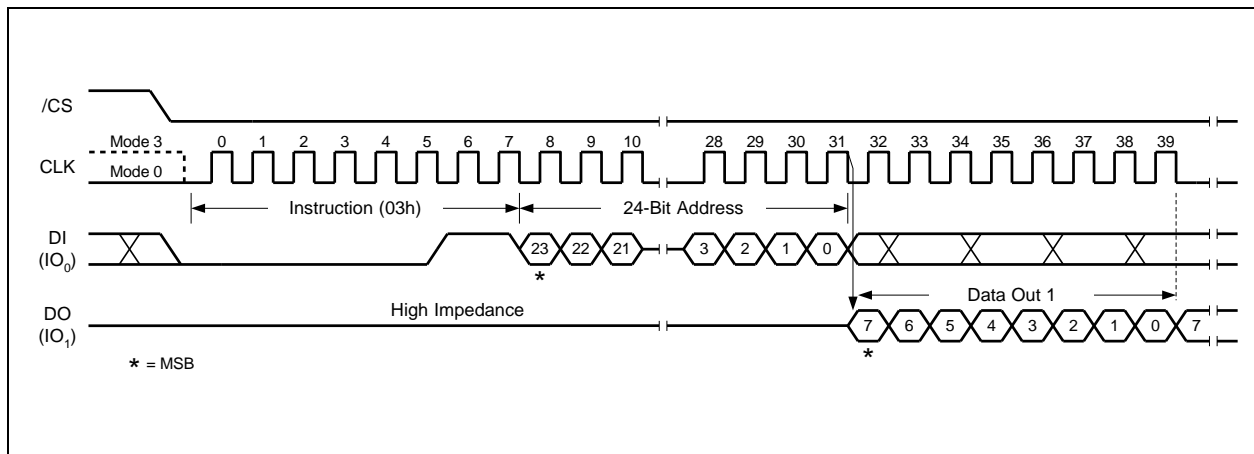 /CS
Mode 3 0 1 2 3 4 5 6 7 8 9 10 28 29 30 31 32 33 34 35 36 37 38 39
CLK Mode 0
Instruction (03h) 24-Bit Address
DI
(IO0) 23 22 21 3 2 1 0
*
High Impedance Data Out 1
DO
(IO1) 7 6 5 4 3 2 1 0 7
*
* = MSB